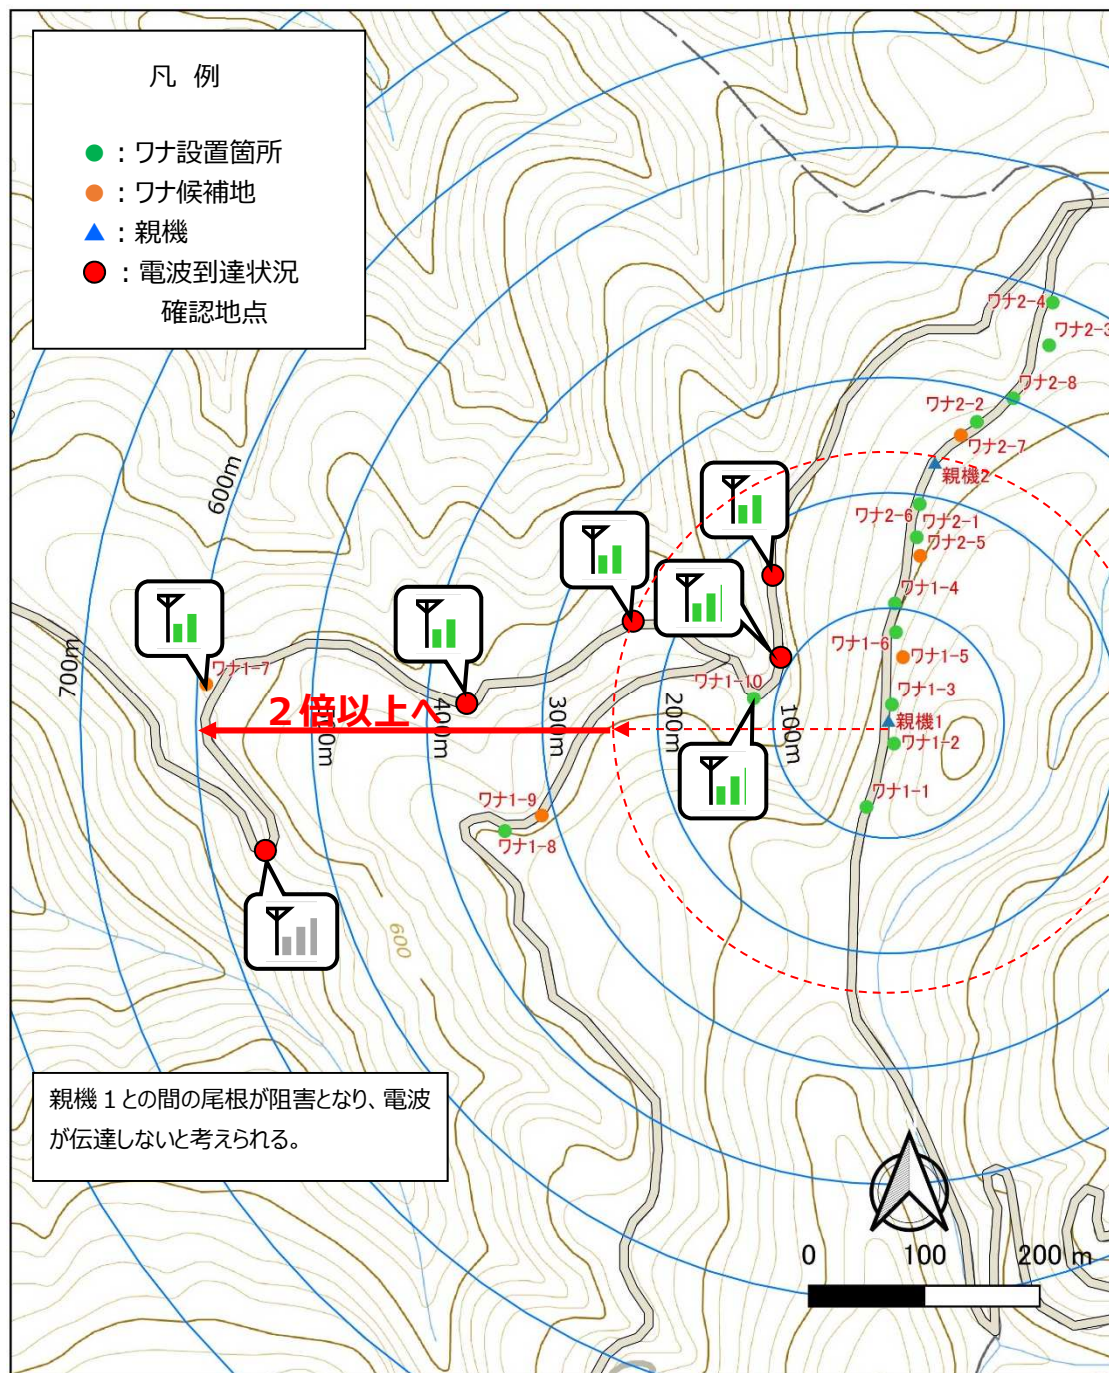 凡 例
：ワナ設置箇所
：ワナ候補地
：親機
：電波到達状況
確認地点
ワナ2-4
ワナ2-3
ワナ2-8
ワナ2-2
ワナ2-7
親機2
600m
ワナ2-6
ワナ2-1
ワナ2-5
ワナ1-4
ワナ1-6
ワナ1-5
700m
ワナ1-7
ワナ1-10
ワナ1-3
２倍以上へ
400m
300m
200m
100m
親機1
ワナ1-2
ワナ1-9
ワナ1-8
ワナ1-1
600
親機１との間の尾根が阻害となり、電波
が伝達しないと考えられる。
0 100 200 m